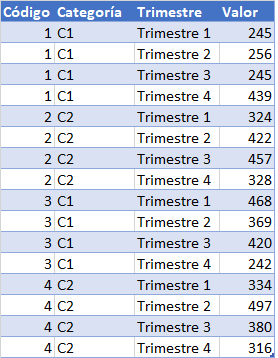 Código Categoría Trimestre Valor
1 C1 Trimestre 1 245
1 C1 Trimestre 2 256
1 C1 Trimestre 3 245
1 C1 Trimestre 4 439
2 C2 Trimestre 1 324
2 C2 Trimestre 2 422
2 C2 Trimestre 3 457
2 C2 Trimestre 4 328
3 C1 Trimestre 1 468
3 C1 Trimestre 2 369
3 C1 Trimestre 3 420
3 C1 Trimestre 4 242
4 C2 Trimestre 1 334
4 C2 Trimestre 2 497
4 C2 Trimestre 3 380
4 C2 Trimestre 4 316